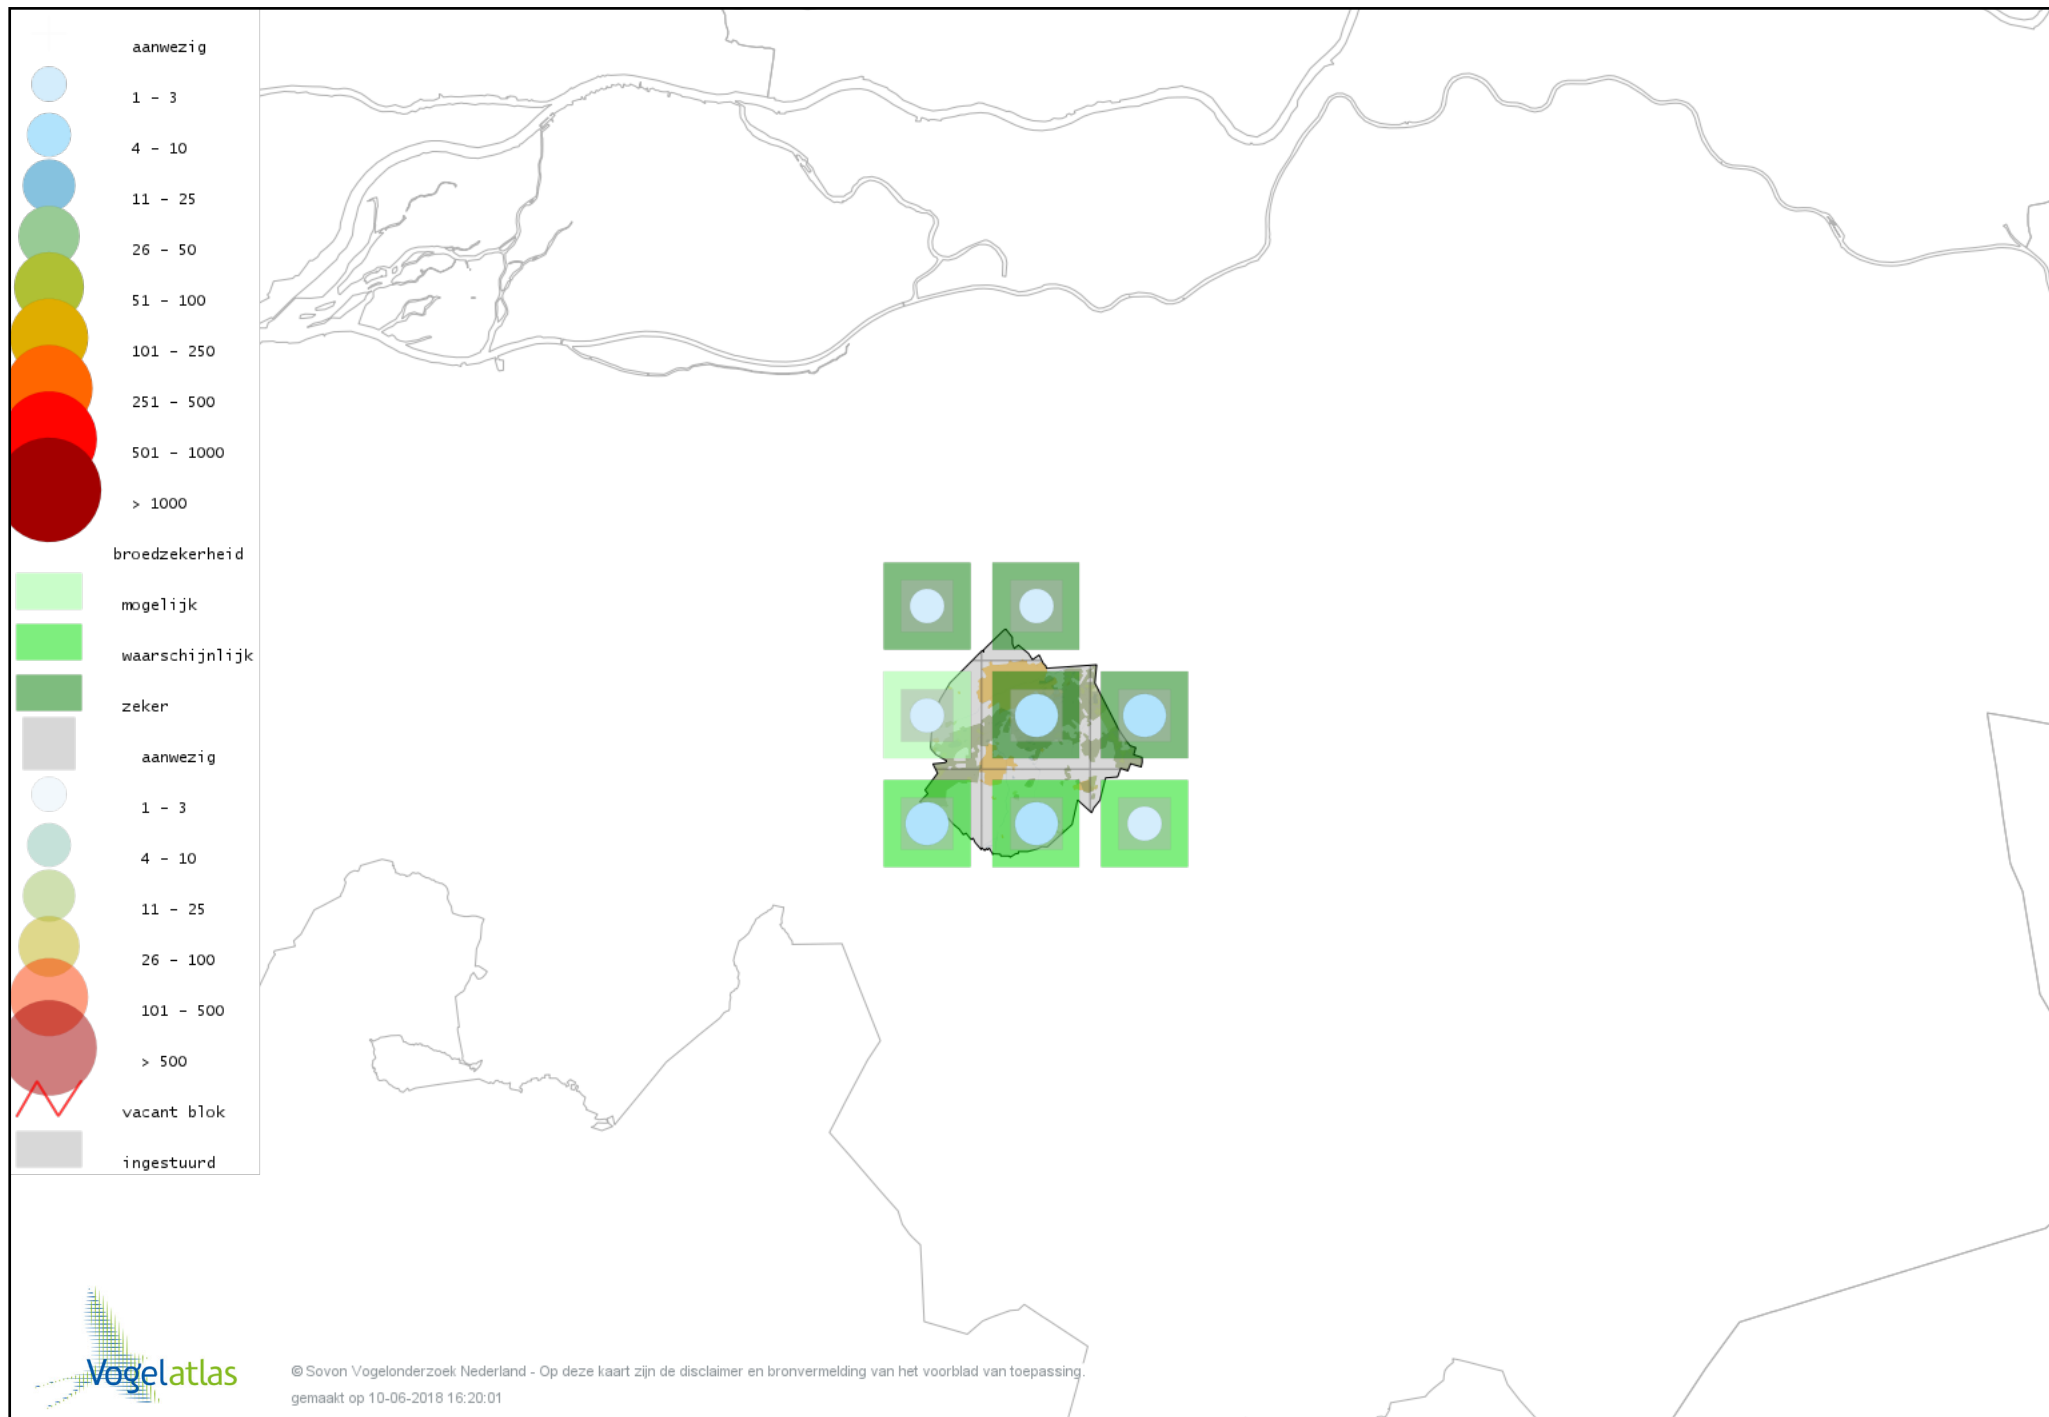 aanwezig
1 - 3
4 - 10
11 - 25
26 - 50
51 - 100
101 - 250
251 - 500
501 - 1000
> 1000
broedzekerheid
mogelijk
waarschijnlijk
zeker
aanwezig
1 - 3
4 - 10
11 - 25
26 - 100
101 - 500
> 500
vacant blok
ingestuurd
Vogelatlas
© Sovon Vogelonderzoek Nederland - Op deze kaart zijn de disclaimer en bronvermelding van het voorblad van toepassing.
gemaakt op 10-06-2018 16:20:01